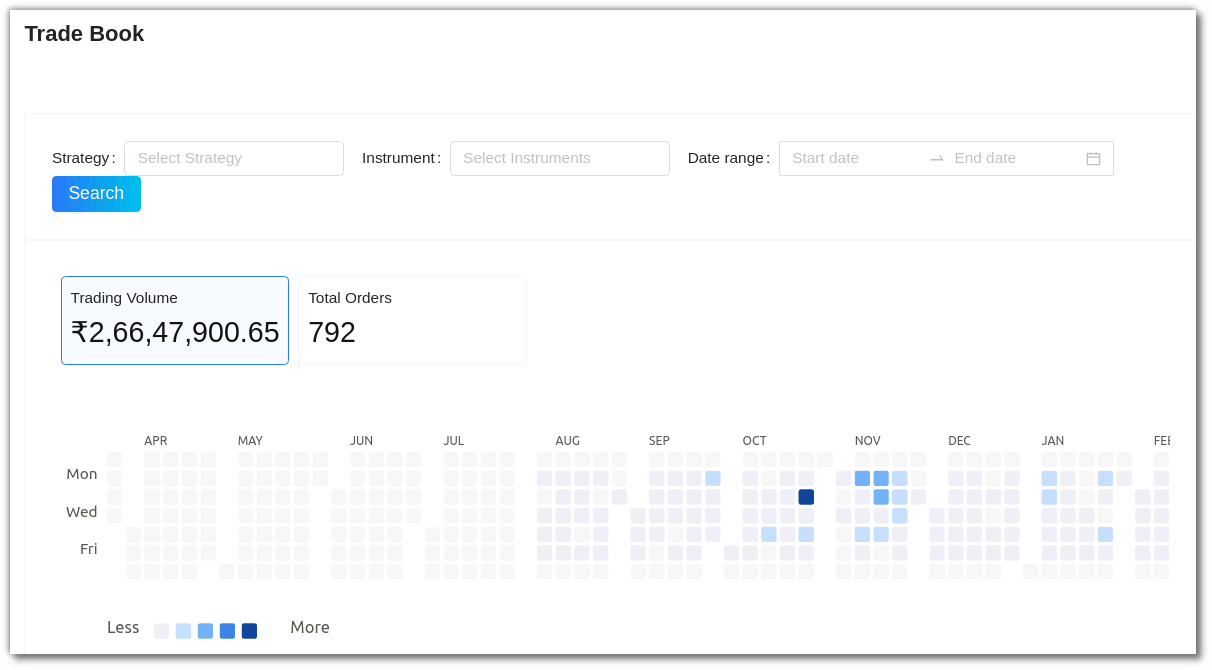 Trade Book
Strategy : Select Strategy Instrument : Select Instruments Date range : Start date End date
Search
Trading Volume Total Orders
₹2,66,47,900.65 792
APR MAY JUN JUL AUG SEP OCT NOV DEC JAN FEB
Mon
Wed
Fri
Less More